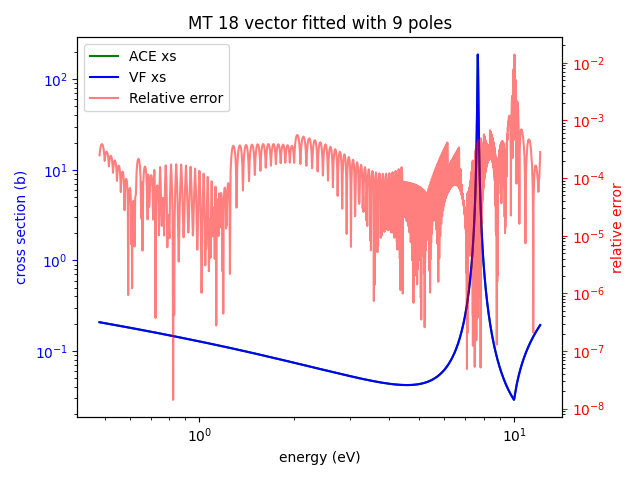 MT 18 vector fitted with 9 poles
ACE xs
VF xs
Relative error
cross section (b)
10²
10¹
10⁰
10⁻¹
10⁻²
10⁻³
10⁻⁴
10⁻⁵
10⁻⁶
10⁻⁷
10⁻⁸
relative error
10⁰
10¹
energy (eV)